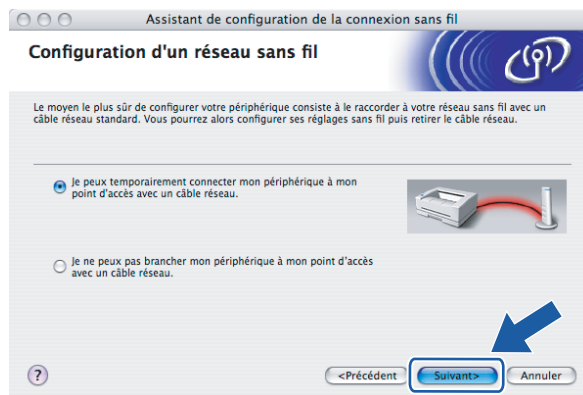 Assistant de configuration de la connexion sans fil
Configuration d'un réseau sans fil
Le moyen le plus sûr de configurer votre périphérique consiste à le raccorder à votre réseau sans fil avec un
câble réseau standard. Vous pourrez alors configurer ses réglages sans fil puis retirer le câble réseau.
Je peux temporairement connecter mon périphérique à mon
point d'accès avec un câble réseau.
Je ne peux pas brancher mon périphérique à mon point d'accès
avec un câble réseau.
? <Précédent Suivant> Annuler